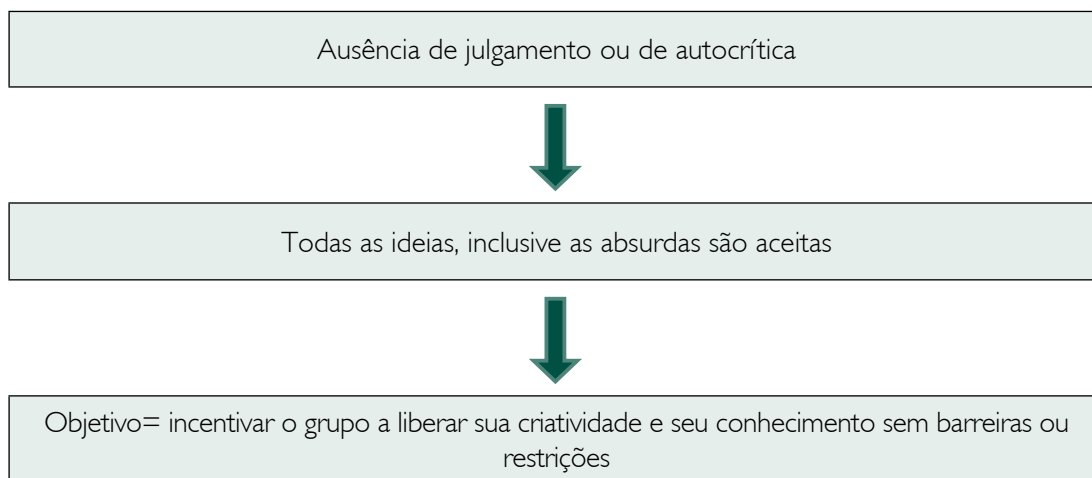 Ausência de julgamento ou de autocrítica
Todas as ideias, inclusive as absurdas são aceitas
Objetivo= incentivar o grupo a liberar sua criatividade e seu conhecimento sem barreiras ou
restrições